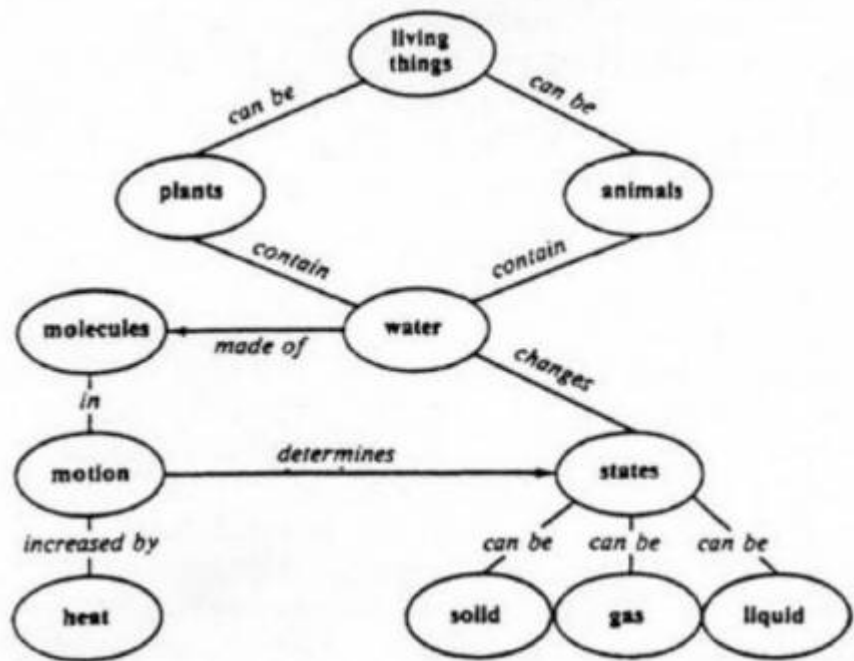 living
things
can be
can be
plants
animals
contain
contain
molecules
water
made of
changes
in
motion
determines
states
increased by
can be
can be
can be
heat
solid
gas
liquid